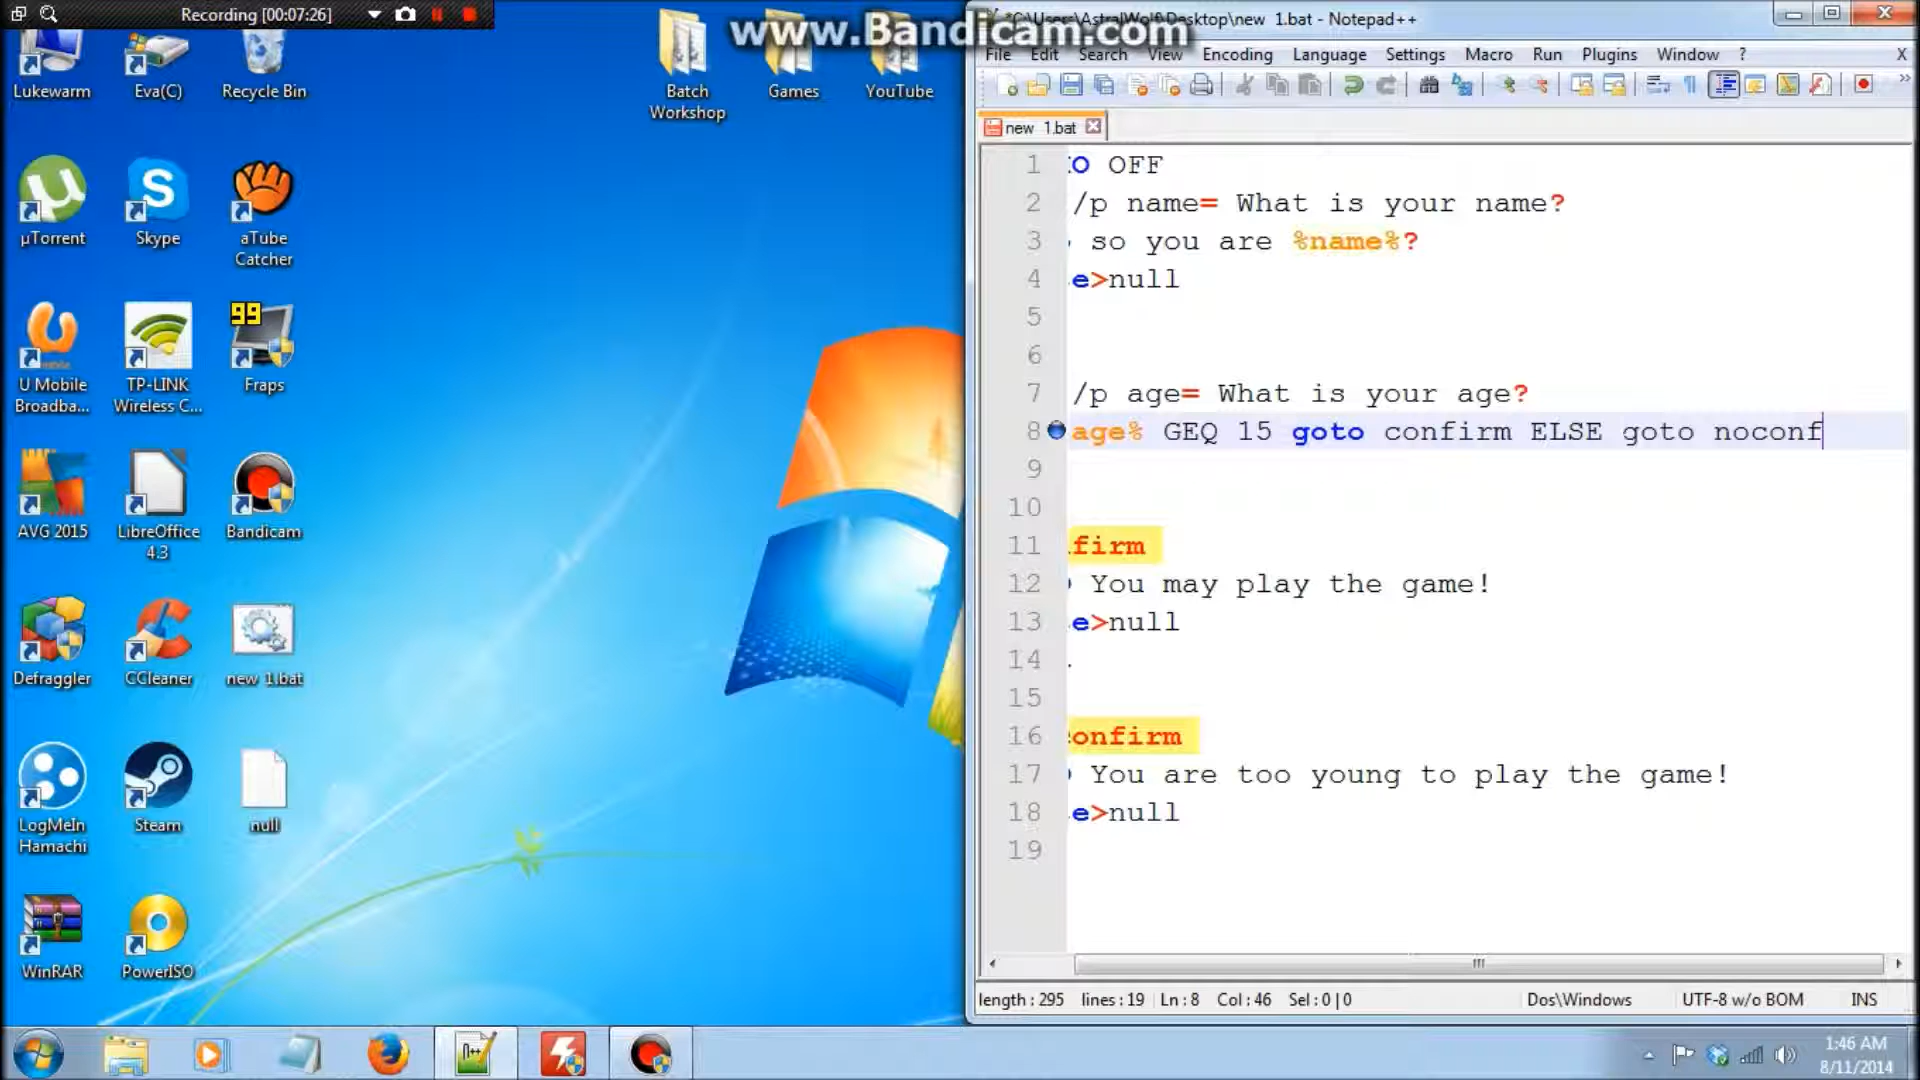 Recording [00:07:26]
www.Bandicam.com
Lukewarm
Eva(C)
Recycle Bin
Batch Workshop
Games
YouTube
µTorrent
Skype
aTube Catcher
99
U Mobile Broadba...
TP-LINK Wireless C...
Fraps
AVG 2015
LibreOffice 4.3
Bandicam
Defraggler
CCleaner
new 1.bat
LogMeIn Hamachi
Steam
null
WinRAR
PowerISO
*C:\Users\AstralWolf\Desktop\new 1.bat - Notepad++
File Edit Search View Encoding Language Settings Macro Run Plugins Window ? X
new 1.bat
1 O OFF
2 /p name= What is your name?
3 so you are %name%?
4 e>null
5
6
7 /p age= What is your age?
8 age% GEQ 15 goto confirm ELSE goto noconf
9
10
11 firm
12 You may play the game!
13 e>null
14 .
15
16 onfirm
17 You are too young to play the game!
18 e>null
19
length : 295 lines : 19 Ln : 8 Col : 46 Sel : 0 | 0 Dos\Windows UTF-8 w/o BOM INS
n++
1:46 AM
8/11/2014